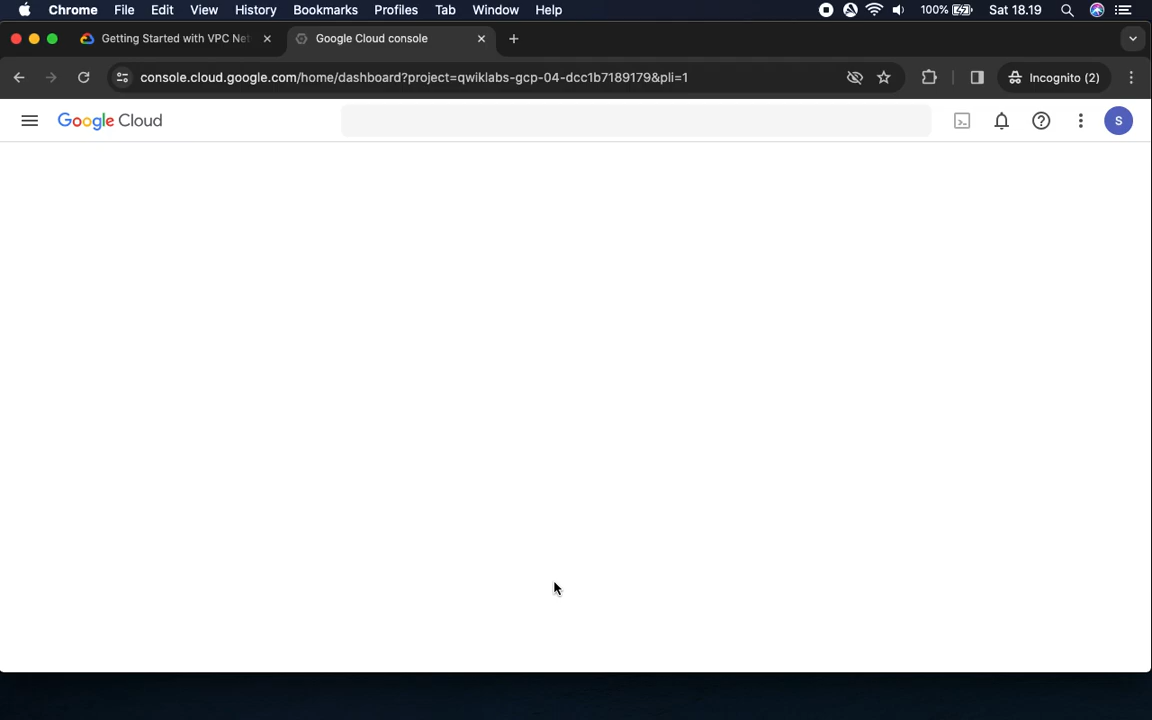 Chrome File Edit View History Bookmarks Profiles Tab Window Help 100% Sat 18.19
Getting Started with VPC Net Google Cloud console
console.cloud.google.com/home/dashboard?project=qwiklabs-gcp-04-dcc1b7189179&pli=1 Incognito (2)
Google Cloud S